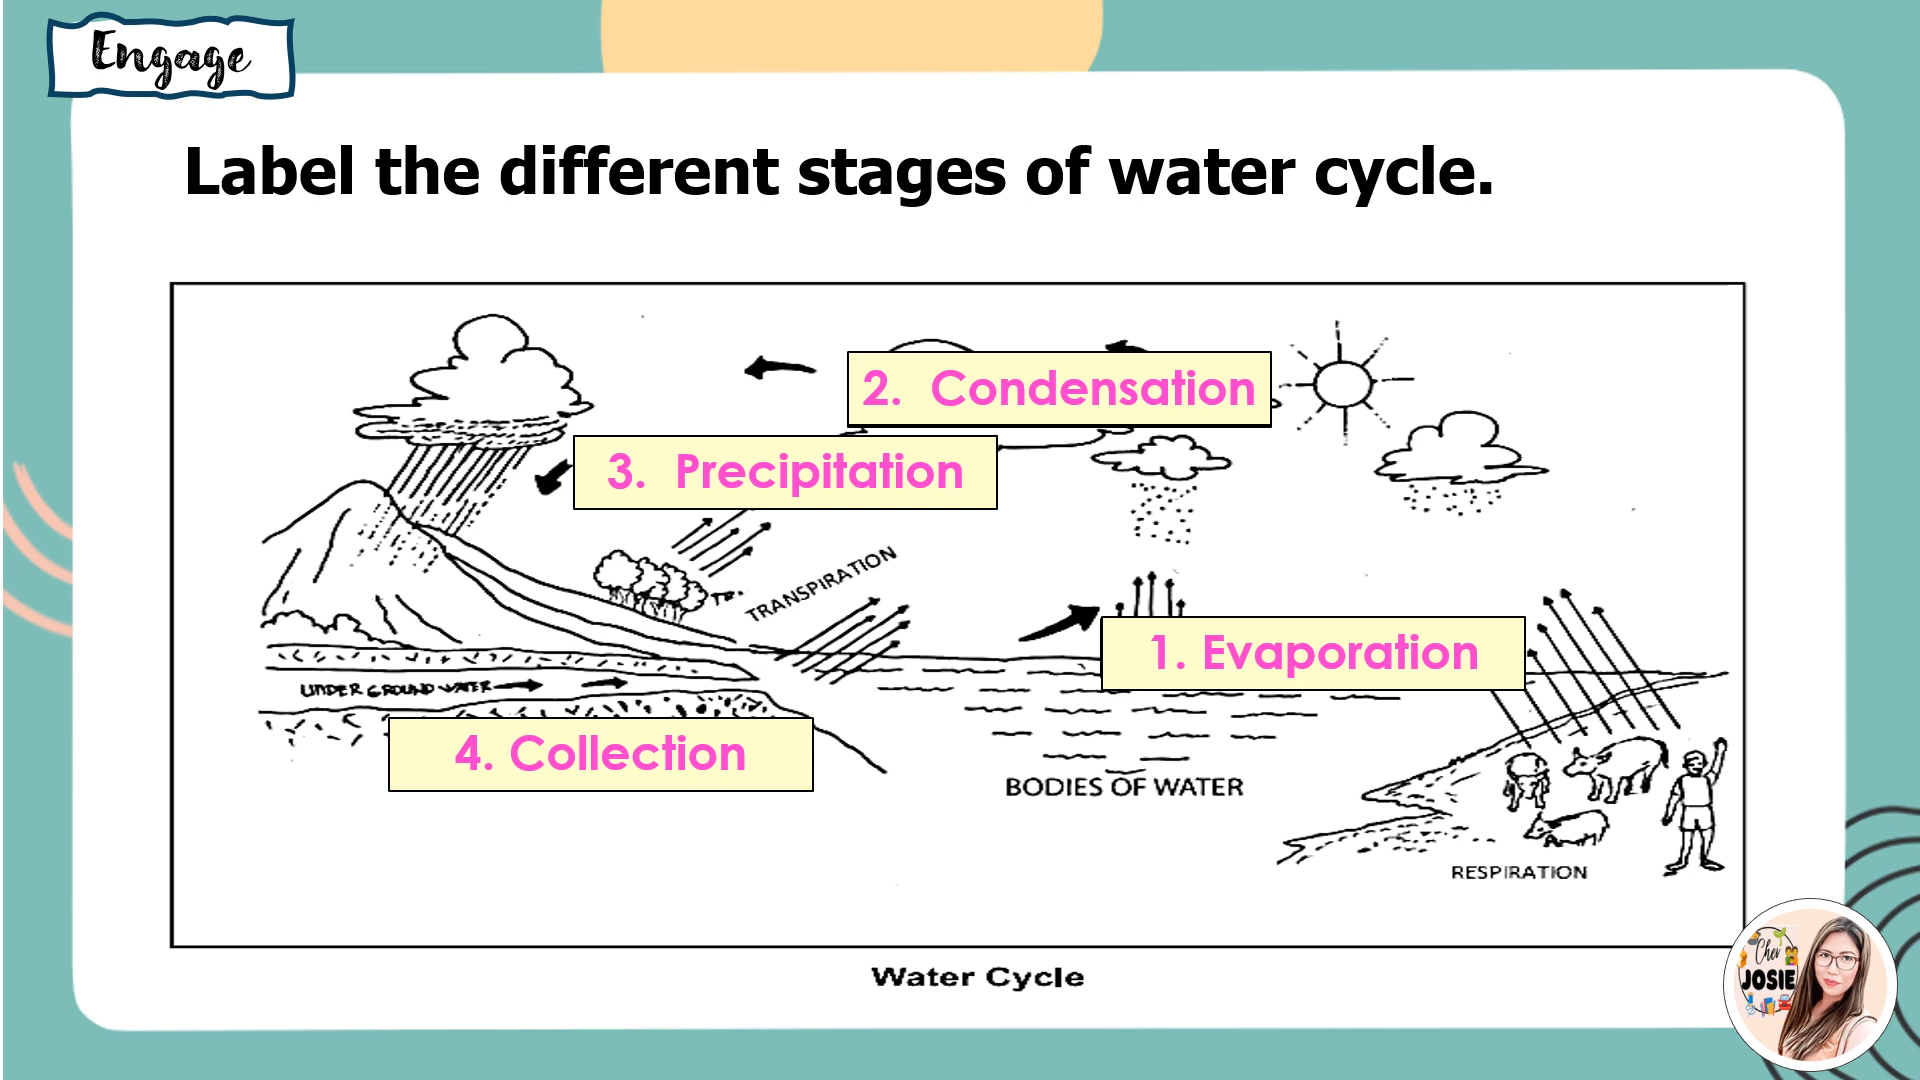 Engage
Label the different stages of water cycle.
2. Condensation
3. Precipitation
TRANSPIRATION
1. Evaporation
UNDER GROUND WATER
4. Collection
BODIES OF WATER
RESPIRATION
Water Cycle
Cher
JOSIE